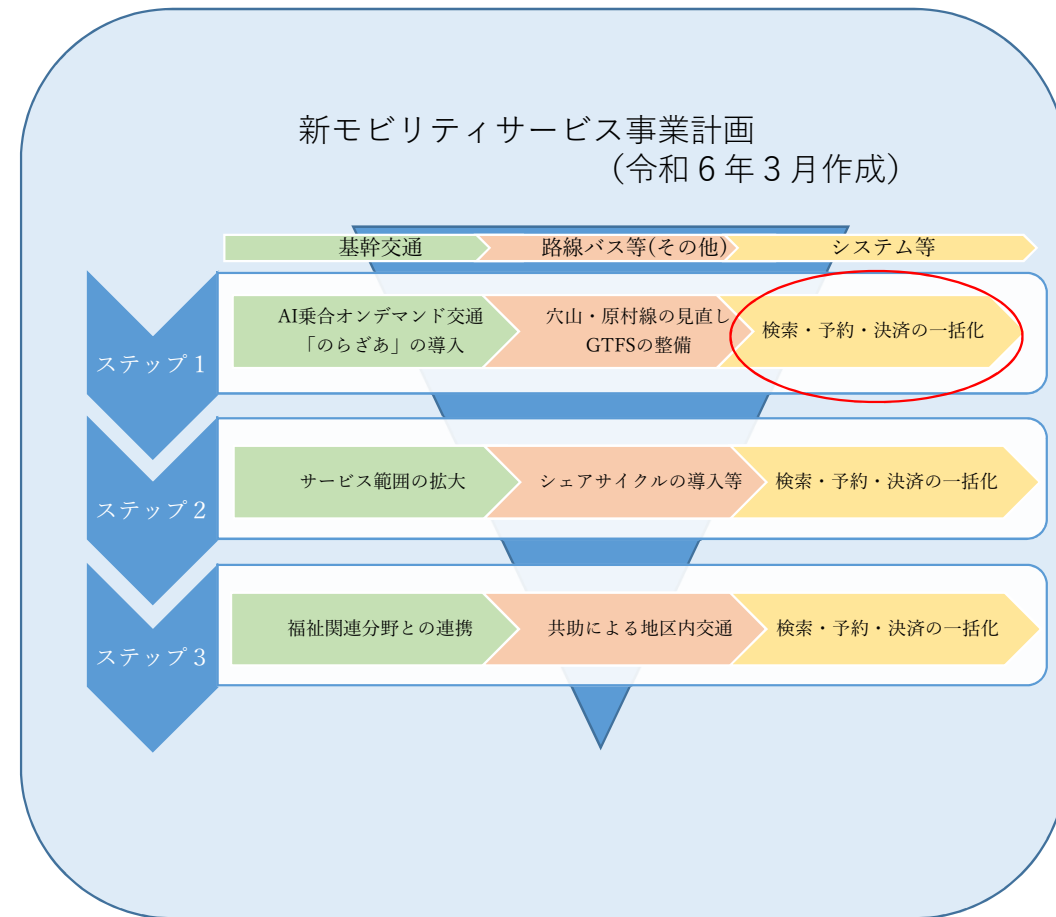 新モビリティサービス事業計画
（令和６年３月作成）
基幹交通
路線バス等(その他)
システム等
ステップ１
AI乗合オンデマンド交通
「のらざあ」の導入
穴山・原村線の見直し
GTFSの整備
検索・予約・決済の一括化
ステップ２
サービス範囲の拡大
シェアサイクルの導入等
検索・予約・決済の一括化
ステップ３
福祉関連分野との連携
共助による地区内交通
検索・予約・決済の一括化